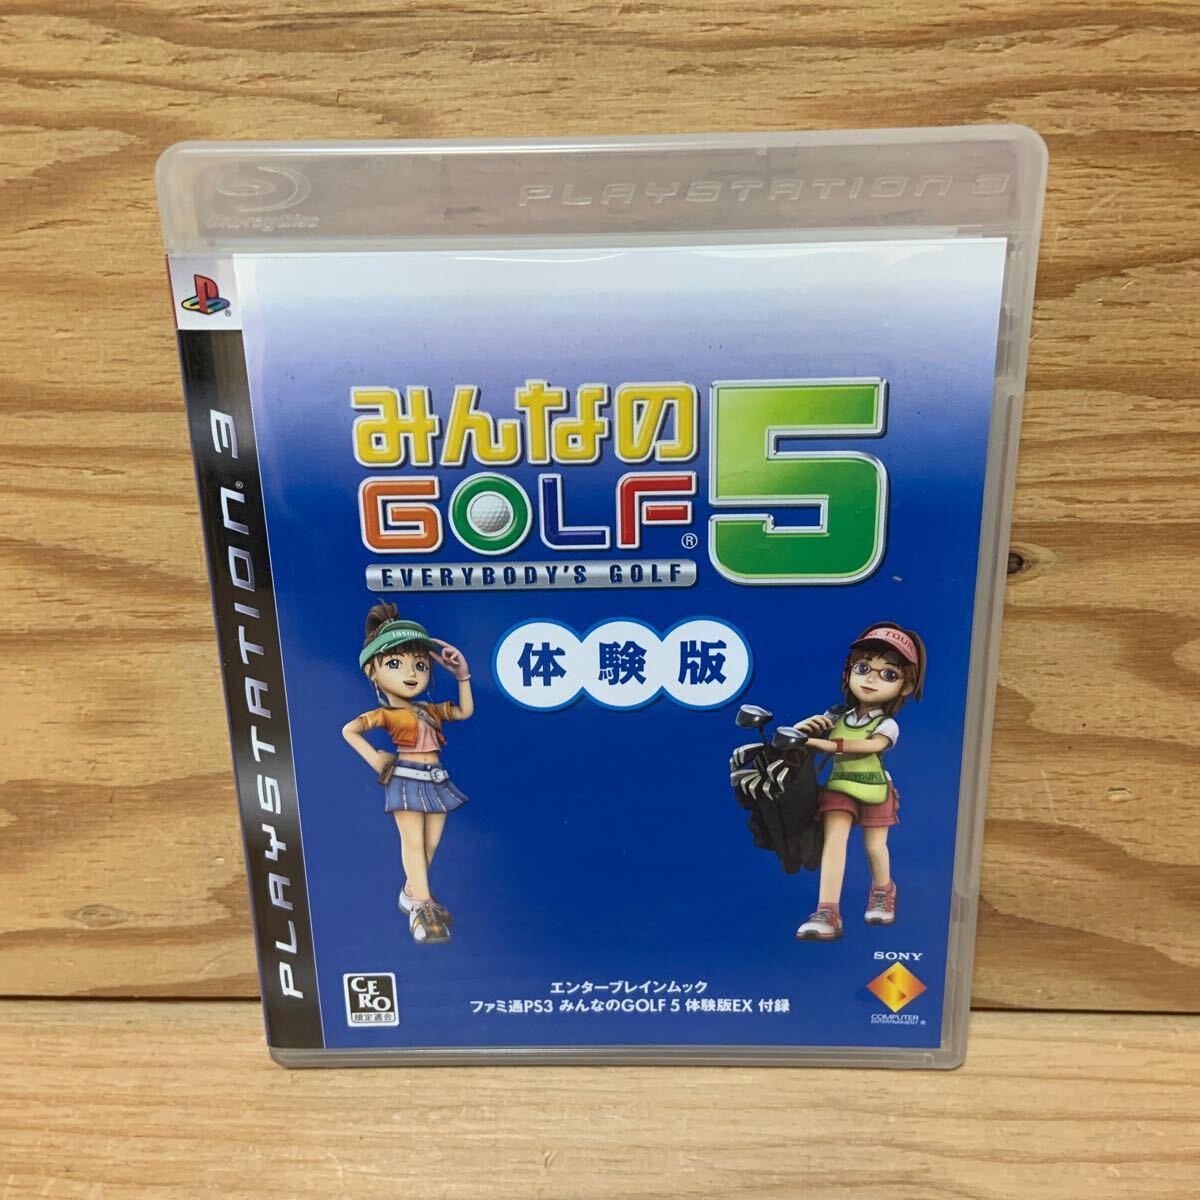 Blu-ray Disc
PLAYSTATION 3
PLAYSTATION®3
みんなの
GOLF® 5
EVERYBODY'S GOLF
体験版
Jasmine
TOUR
TOUR
CERO
規定適合
エンターブレインムック
ファミ通PS3 みんなのGOLF 5 体験版EX 付録
SONY
COMPUTER
ENTERTAINMENT®